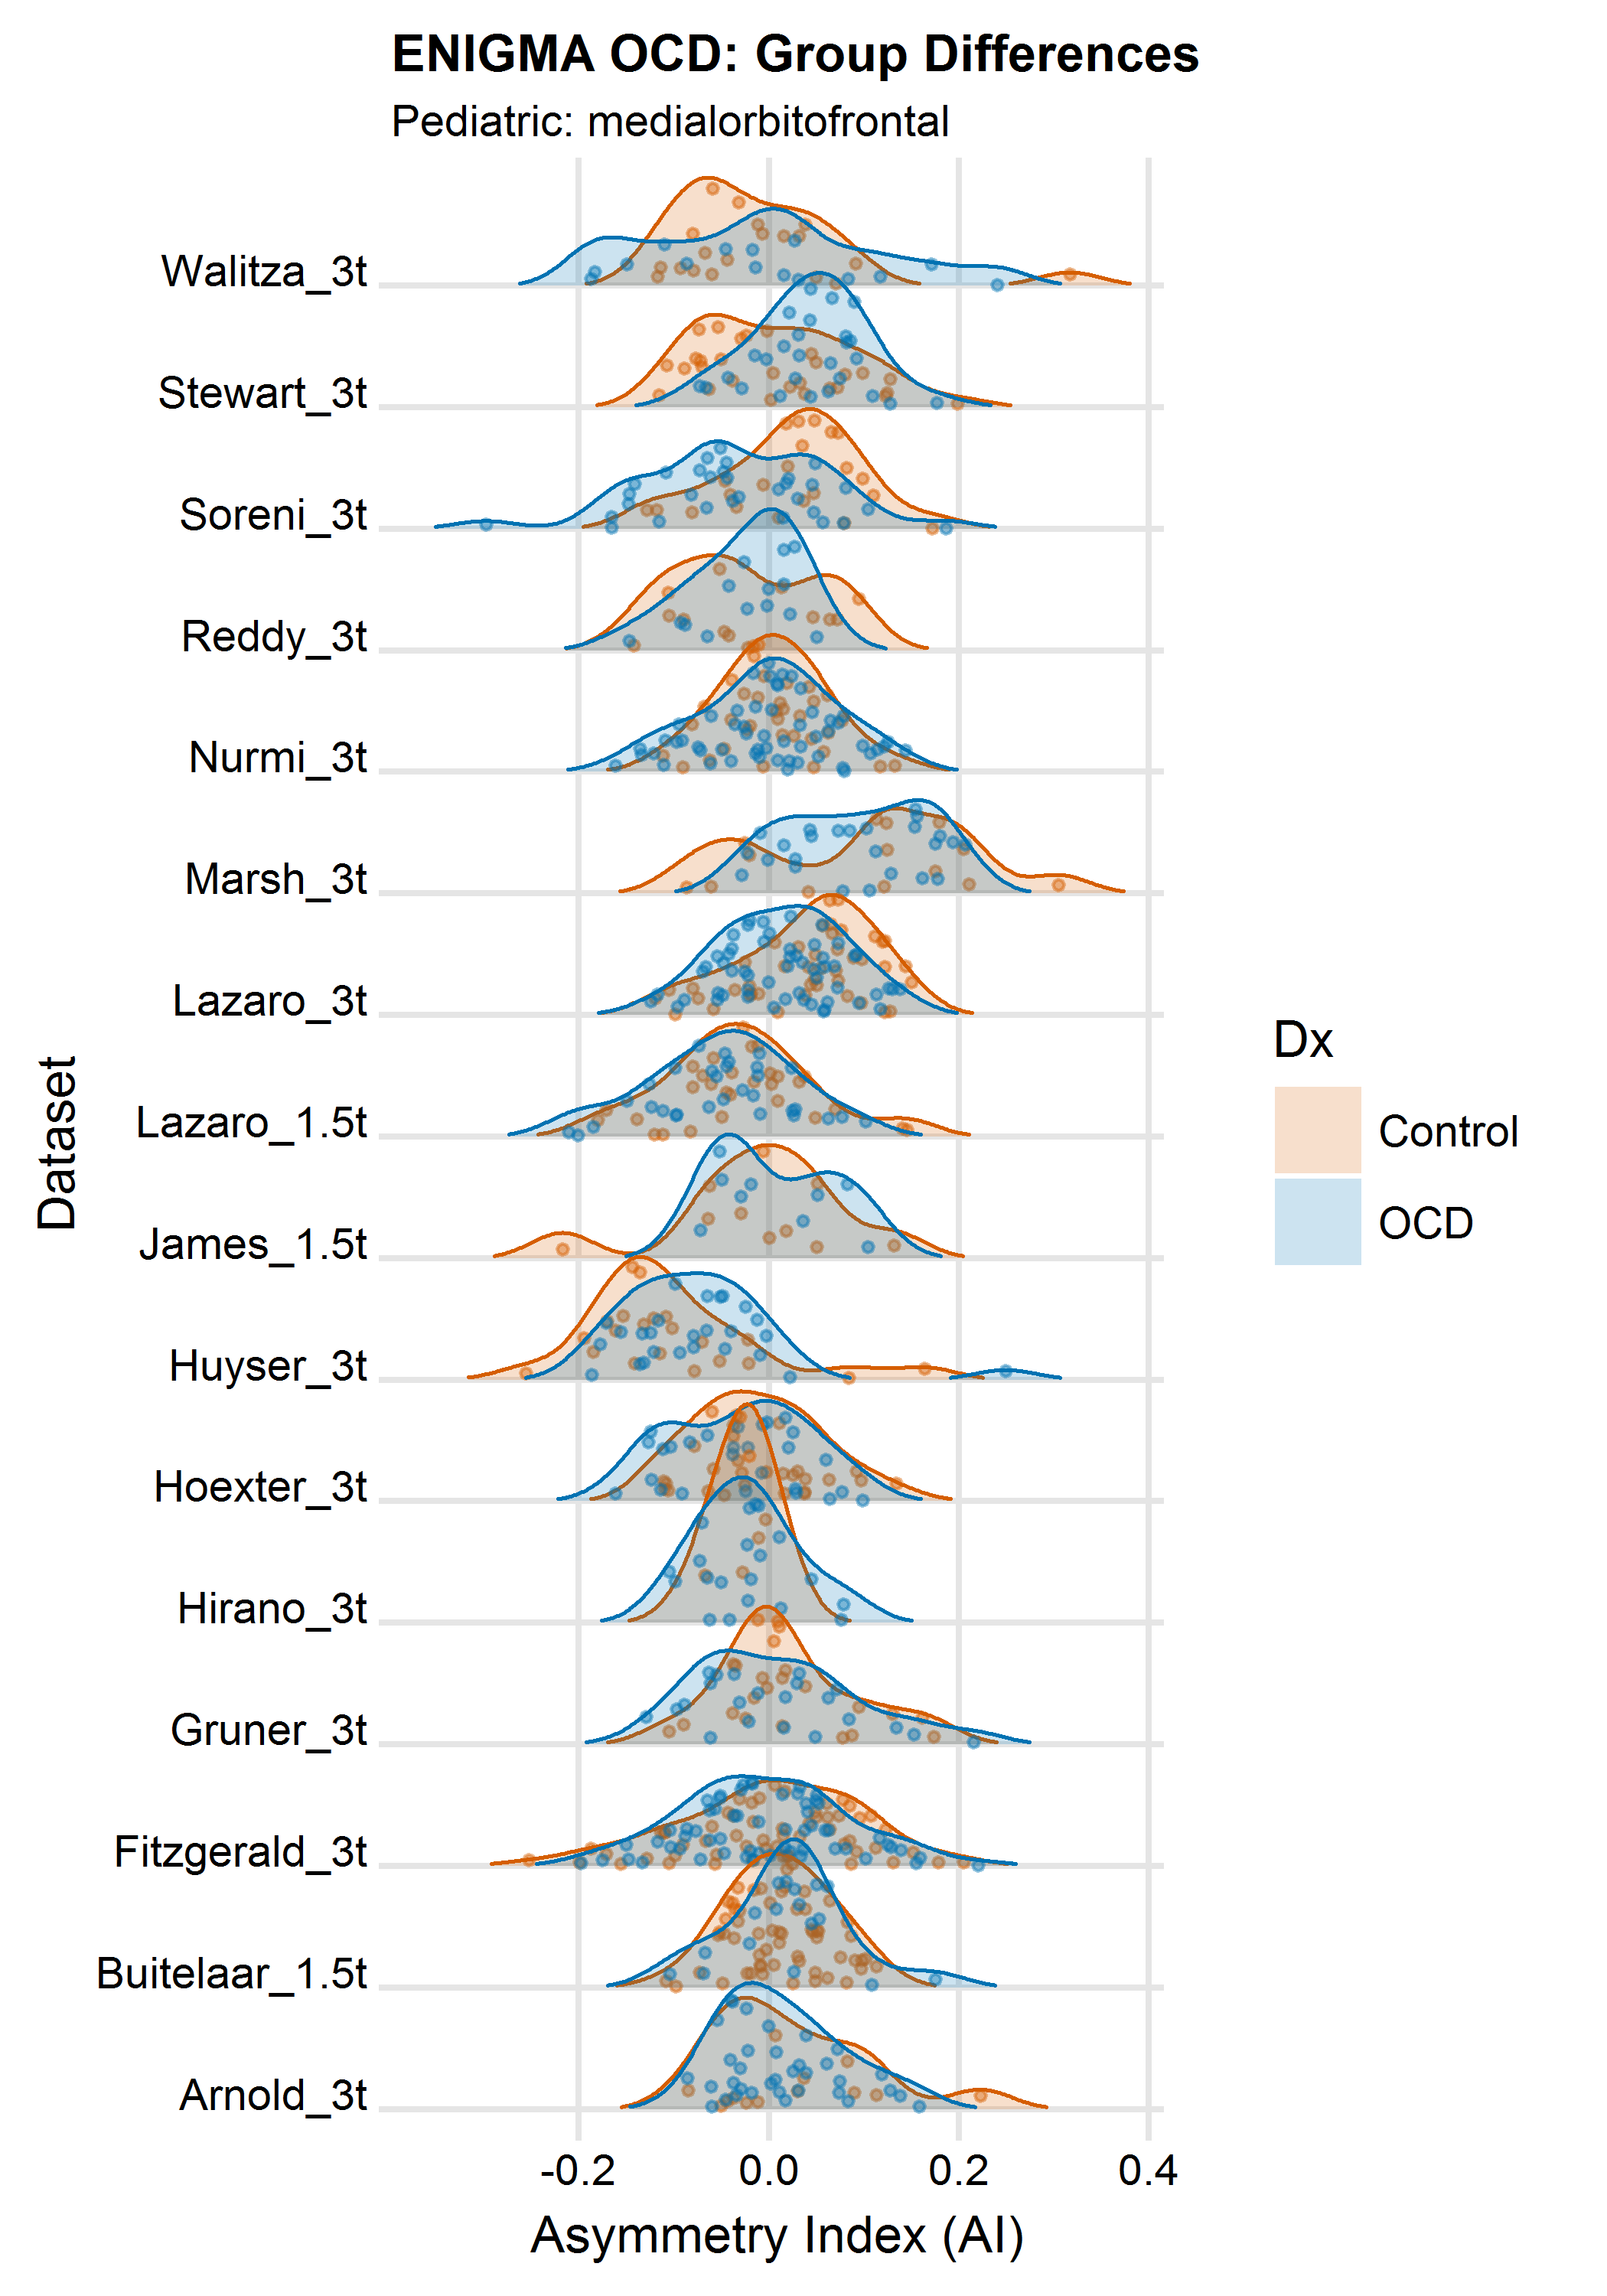 ENIGMA OCD: Group Differences
Pediatric: medialorbitofrontal
Walitza_3t
Stewart_3t
Soreni_3t
Reddy_3t
Nurmi_3t
Marsh_3t
Lazaro_3t
Lazaro_1.5t
James_1.5t
Huyser_3t
Hoexter_3t
Hirano_3t
Gruner_3t
Fitzgerald_3t
Buitelaar_1.5t
Arnold_3t
Dataset
-0.2 0.0 0.2 0.4
Asymmetry Index (AI)
Dx
Control
OCD